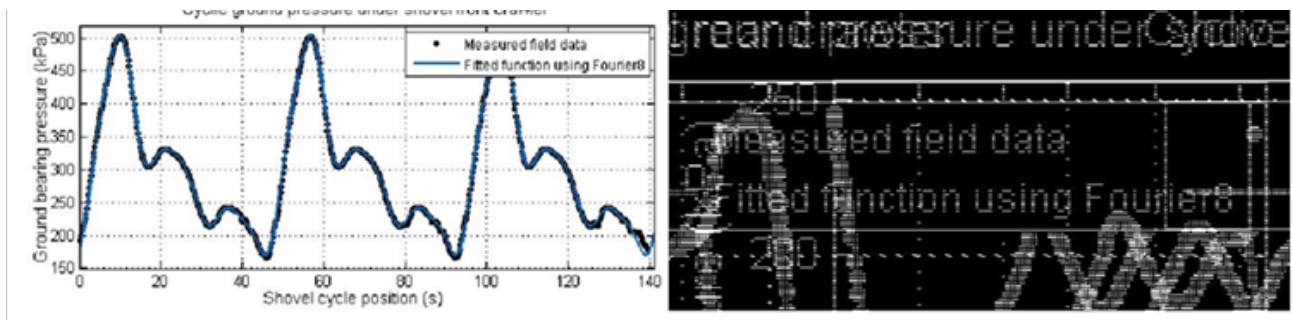 Cyclic ground pressure under shovel front crawler
Ground bearing pressure (kPa)
500
450
400
350
300
250
200
150
0
20
40
60
80
100
120
140
Shovel cycle position (s)
Measured field data
Fitted function using Fourier8
sure under
250
Measured field data
Fitted function using Fourier8
200